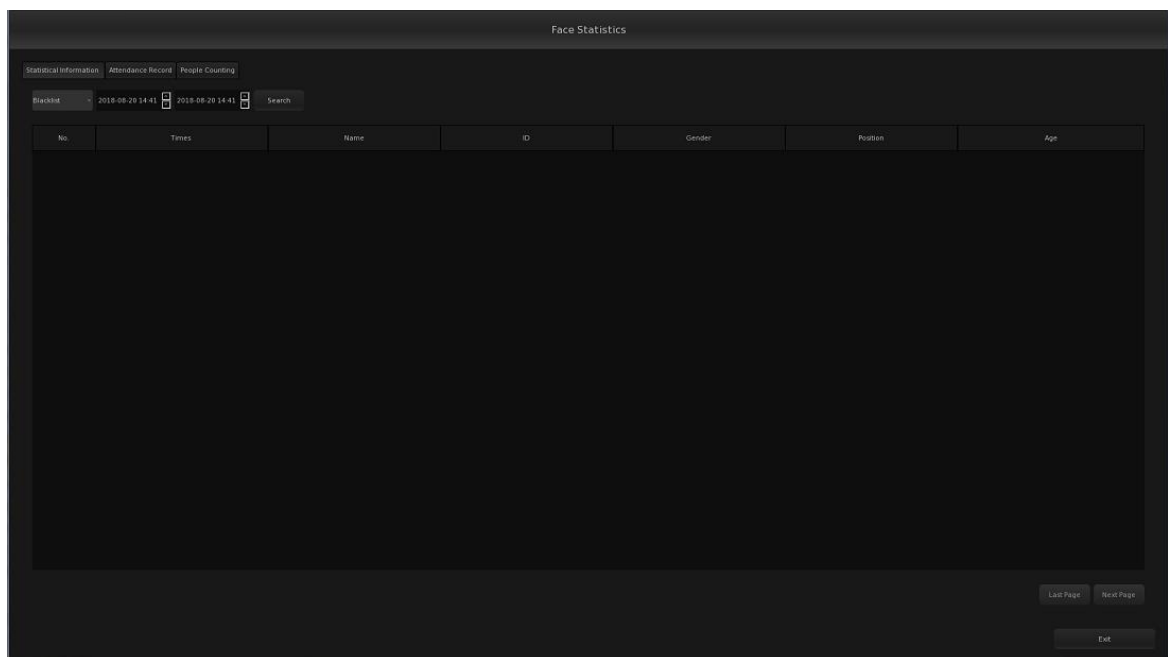 Face Statistics
Statistical Information Attendance Record People Counting
Blacklist 2018-08-20 14:41 2018-08-20 14:41 Search
No. Times Name ID Gender Position Age
Last Page Next Page
Exit